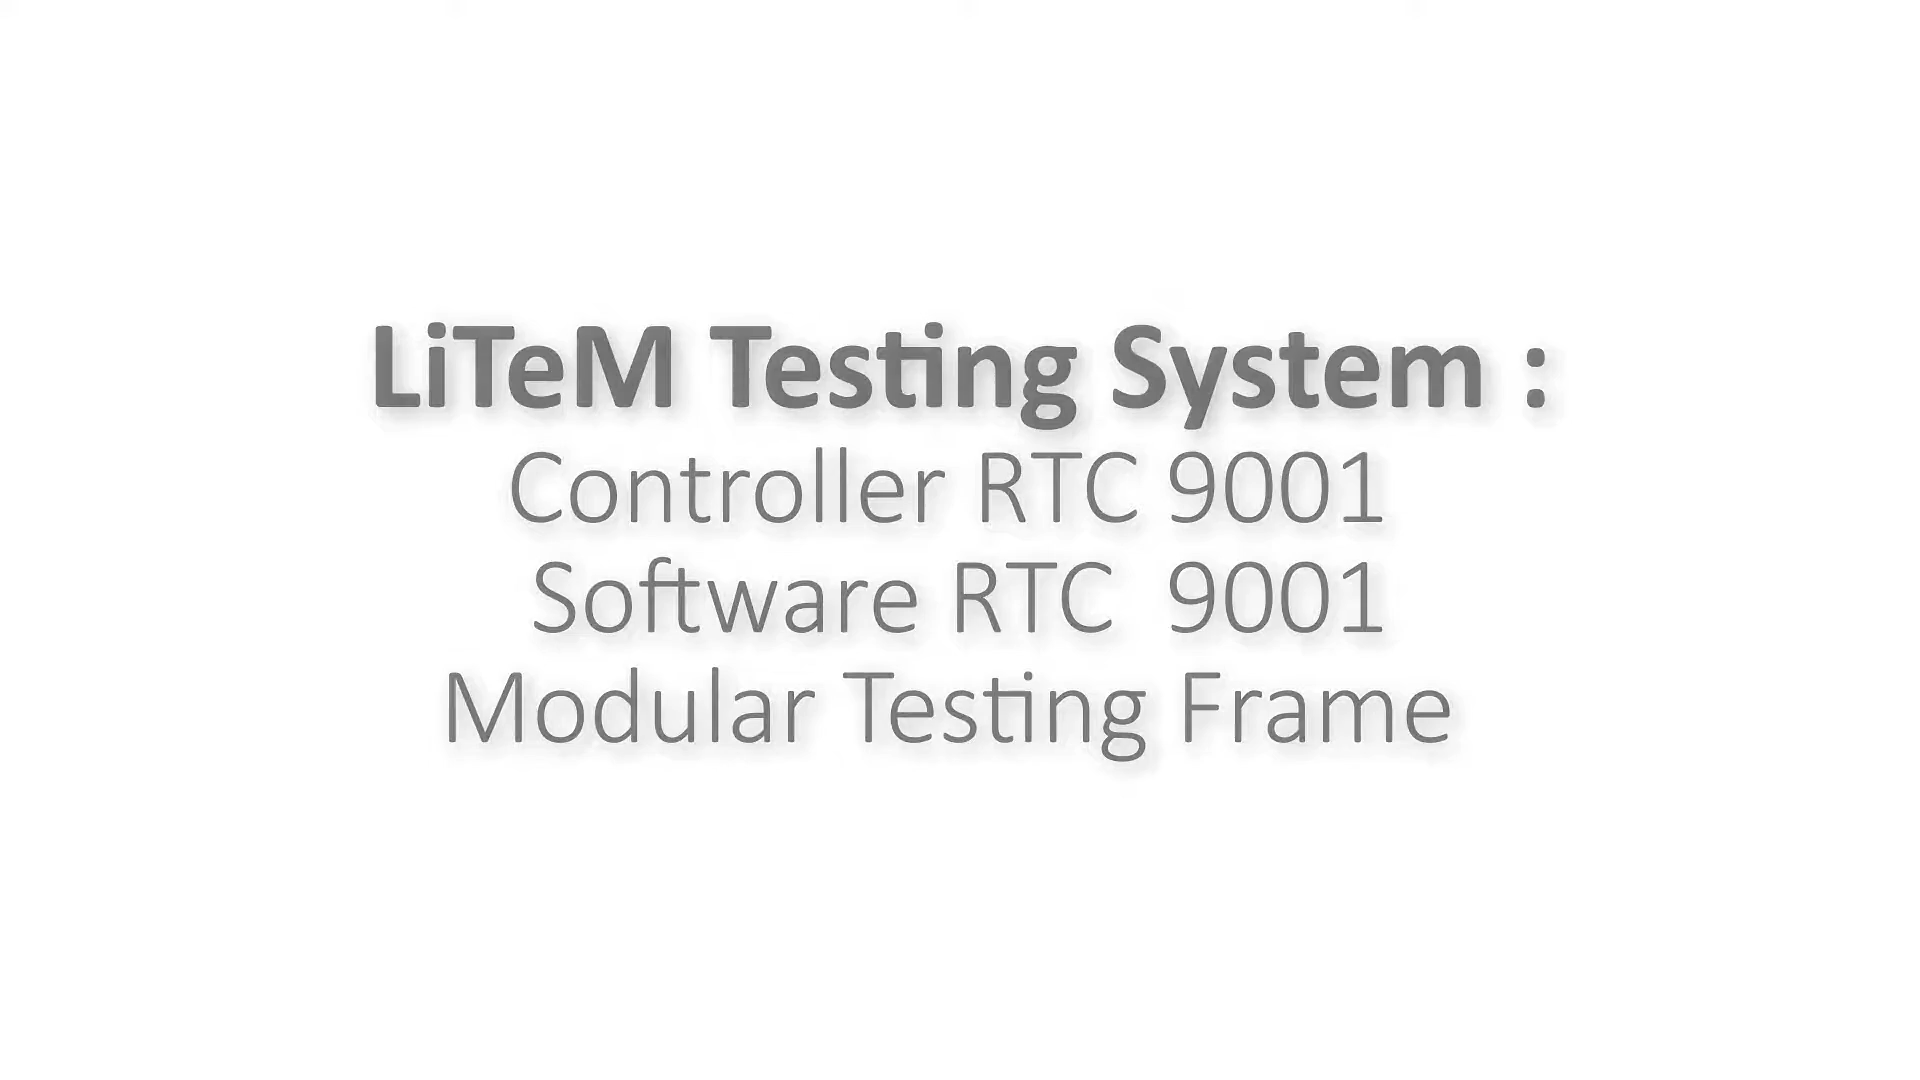 LiTeM Testing System :
Controller RTC 9001
Software RTC  9001
Modular Testing Frame